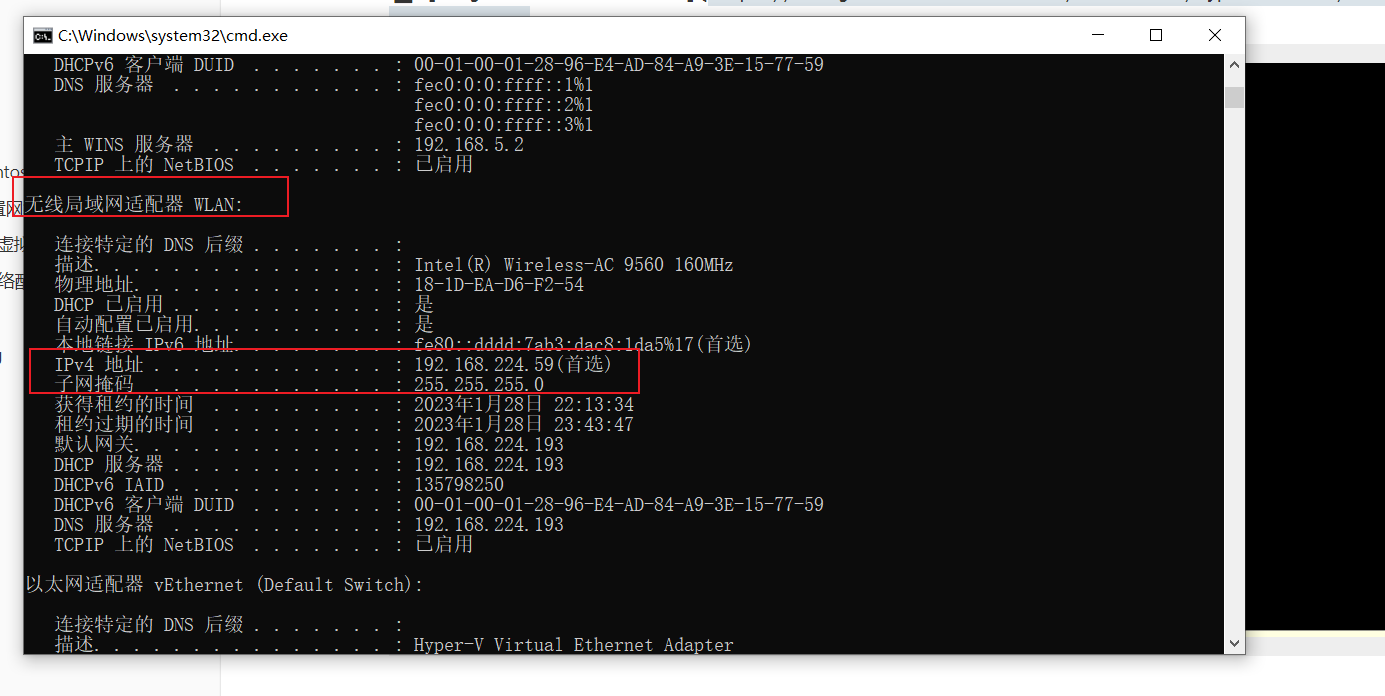 C:\Windows\system32\cmd.exe
DHCPv6 客户端 DUID . . . . . . . . : 00-01-00-01-28-96-E4-AD-84-A9-3E-15-77-59
DNS 服务器 . . . . . . . . . . . . : fec0:0:0:ffff::1%1
fec0:0:0:ffff::2%1
fec0:0:0:ffff::3%1
主 WINS 服务器 . . . . . . . . . . : 192.168.5.2
TCPIP 上的 NetBIOS . . . . . . . . : 已启用
无线局域网适配器 WLAN:
连接特定的 DNS 后缀 . . . . . . . :
描述. . . . . . . . . . . . . . . : Intel(R) Wireless-AC 9560 160MHz
物理地址. . . . . . . . . . . . . : 18-1D-EA-D6-F2-54
DHCP 已启用 . . . . . . . . . . . : 是
自动配置已启用. . . . . . . . . . : 是
本地链接 IPv6 地址. . . . . . . . : fe80::dddd:7ab3:dac8:1da5%17(首选)
IPv4 地址 . . . . . . . . . . . . : 192.168.224.59(首选)
子网掩码 . . . . . . . . . . . . : 255.255.255.0
获得租约的时间 . . . . . . . . . : 2023年1月28日 22:13:34
租约过期的时间 . . . . . . . . . : 2023年1月28日 23:43:47
默认网关. . . . . . . . . . . . . : 192.168.224.193
DHCP 服务器 . . . . . . . . . . . : 192.168.224.193
DHCPv6 IAID . . . . . . . . . . . : 135798250
DHCPv6 客户端 DUID . . . . . . . . : 00-01-00-01-28-96-E4-AD-84-A9-3E-15-77-59
DNS 服务器 . . . . . . . . . . . . : 192.168.224.193
TCPIP 上的 NetBIOS . . . . . . . . : 已启用
以太网适配器 vEthernet (Default Switch):
连接特定的 DNS 后缀 . . . . . . . :
描述. . . . . . . . . . . . . . . : Hyper-V Virtual Ethernet Adapter